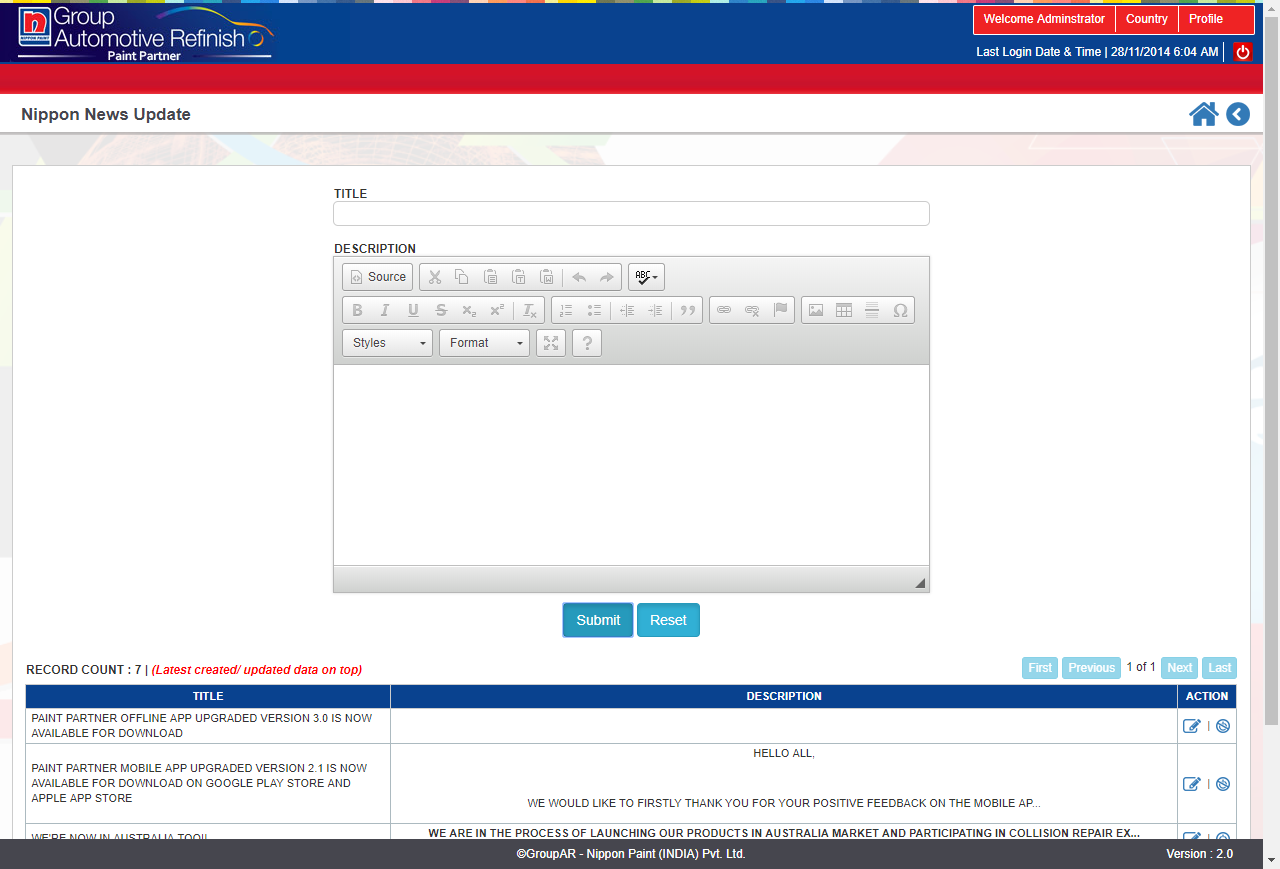 Group
Automotive Refinish
NIPPON PAINT
Paint Partner
Welcome Adminstrator
Country
Profile
Last Login Date & Time | 28/11/2014 6:04 AM
Nippon News Update
TITLE
DESCRIPTION
Source
ABC
B I U S x₂ x² Iₓ
Styles
Format
?
Submit
Reset
RECORD COUNT : 7 | (Latest created/ updated data on top)
First
Previous
1 of 1
Next
Last
TITLE
DESCRIPTION
ACTION
PAINT PARTNER OFFLINE APP UPGRADED VERSION 3.0 IS NOW
AVAILABLE FOR DOWNLOAD
|
PAINT PARTNER MOBILE APP UPGRADED VERSION 2.1 IS NOW
AVAILABLE FOR DOWNLOAD ON GOOGLE PLAY STORE AND
APPLE APP STORE
HELLO ALL,
WE WOULD LIKE TO FIRSTLY THANK YOU FOR YOUR POSITIVE FEEDBACK ON THE MOBILE AP...
|
WE'RE NOW IN AUSTRALIA TOO!!
WE ARE IN THE PROCESS OF LAUNCHING OUR PRODUCTS IN AUSTRALIA MARKET AND PARTICIPATING IN COLLISION REPAIR EX...
©GroupAR - Nippon Paint (INDIA) Pvt. Ltd.
Version : 2.0